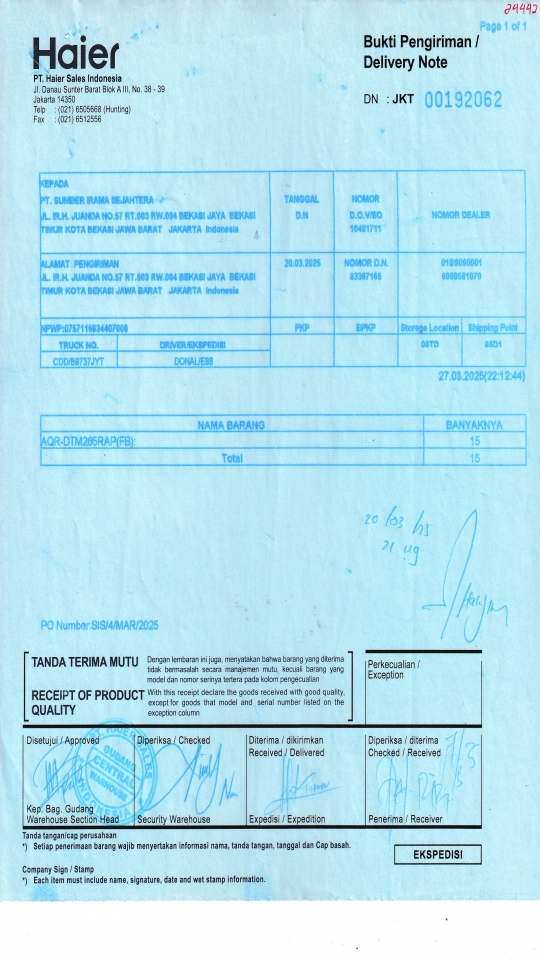 29992
Page 1 of 1
Haier
PT. Haier Sales Indonesia
Jl. Danau Sunter Barat Blok A III, No. 38 - 39
Jakarta 14350
Telp : (021) 6505668 (Hunting)
Fax : (021) 6512556
Bukti Pengiriman /
Delivery Note
DN : JKT 00192062
KEPADA
PT. SUMBER IRAMA SEJAHTERA
JL. IR.H. JUANDA NO.57 RT.003 RW.004 BEKASI JAYA BEKASI
TIMUR KOTA BEKASI JAWA BARAT JAKARTA Indonesia
TANGGAL
D.N
NOMOR
D.O./SO
10481711
NOMOR DEALER
ALAMAT PENGIRIMAN
JL. IR.H. JUANDA NO.57 RT.003 RW.004 BEKASI JAYA BEKASI
TIMUR KOTA BEKASI JAWA BARAT JAKARTA Indonesia
20.03.2025
NOMOR D.N.
83367165
PKP
BPKP
Storege Location
Shipping Point
TRUCK NO.
DRIVER/EKSPEDISI
CDD/B9737JYT
27.03.2025(22:12:44)
NAMA BARANG
BANYAKNYA
AQR-DTM265RAP(FB);
15
Total
15
20/03
PO Number:SIS/4/MAR/2025
TANDA TERIMA MUTU
Dengan lembaran ini juga, menyatakan bahwa barang yang diterima
tidak bermasalah secara manajemen mutu, kecuali barang yang
model dan nomor serinya tertera pada kolom pengecualian
RECEIPT OF PRODUCT
QUALITY
With this receipt declare the goods received with good quality,
except for goods that model and serial number listed on the
exception column
Perkecualian /
Exception
Disetujui / Approved
Diperiksa / Checked
Diterima / dikirimkan
Received / Delivered
Diperiksa / diterima
Checked / Received
GUDANG
CENTRAL
WAREHOUSE
Kep. Bag. Gudang
Warehouse Section Head
Security Warehouse
Expedisi / Expedition
Penerima / Receiver
Tanda tangan/cap perusahaan
*) Setiap penerimaan barang wajib menyertakan informasi nama, tanda tangan, tanggal dan Cap basah.
EKSPEDISI
Company Sign / Stamp
*) Each item must include name, signature, date and wet stamp information.